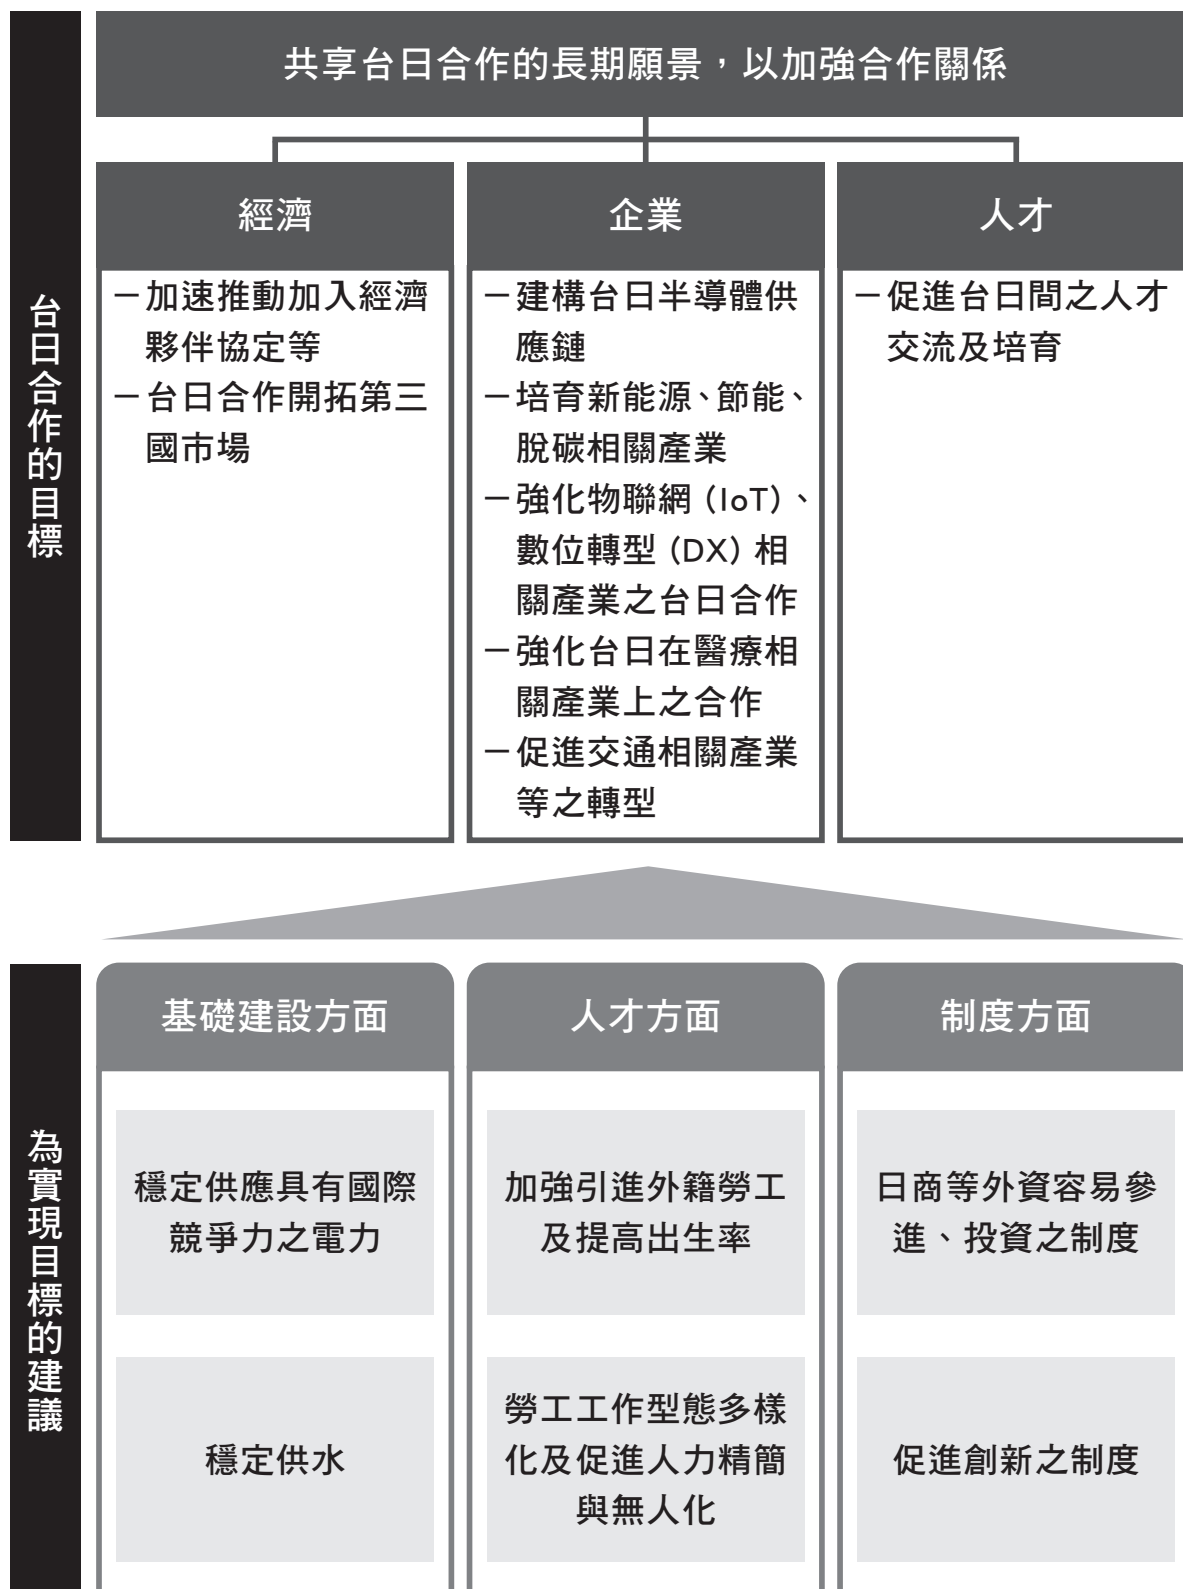 共享台日合作的長期願景，以加強合作關係
台日合作的目標
經濟
－加速推動加入經濟
夥伴協定等
－台日合作開拓第三
國市場
企業
－建構台日半導體供
應鏈
－培育新能源、節能、
脫碳相關產業
－強化物聯網（IoT）、
數位轉型（DX）相
關產業之台日合作
－強化台日在醫療相
關產業上之合作
－促進交通相關產業
等之轉型
人才
－促進台日間之人才
交流及培育
為實現目標的建議
基礎建設方面
穩定供應具有國際
競爭力之電力
穩定供水
人才方面
加強引進外籍勞工
及提高出生率
勞工工作型態多樣
化及促進人力精簡
與無人化
制度方面
日商等外資容易參
進、投資之制度
促進創新之制度